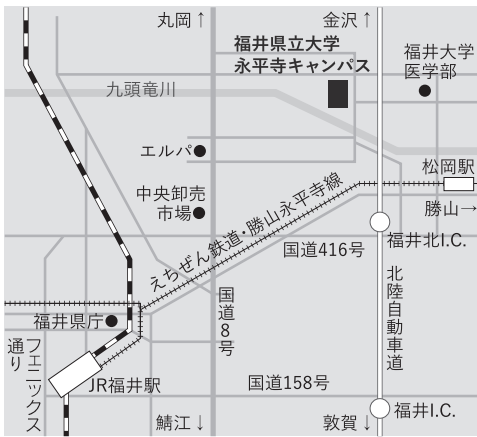 丸岡↑
金沢↑
福井県立大学
永平寺キャンパス
福井大学
医学部
九頭竜川
エルパ
松岡駅
中央卸売
市場
勝山→
えちぜん鉄道・勝山永平寺線
福井北I.C.
国道416号
北陸自動車道
国道8号
福井県庁
フェニックス
通り
JR福井駅
国道158号
福井I.C.
鯖江↓
敦賀↓